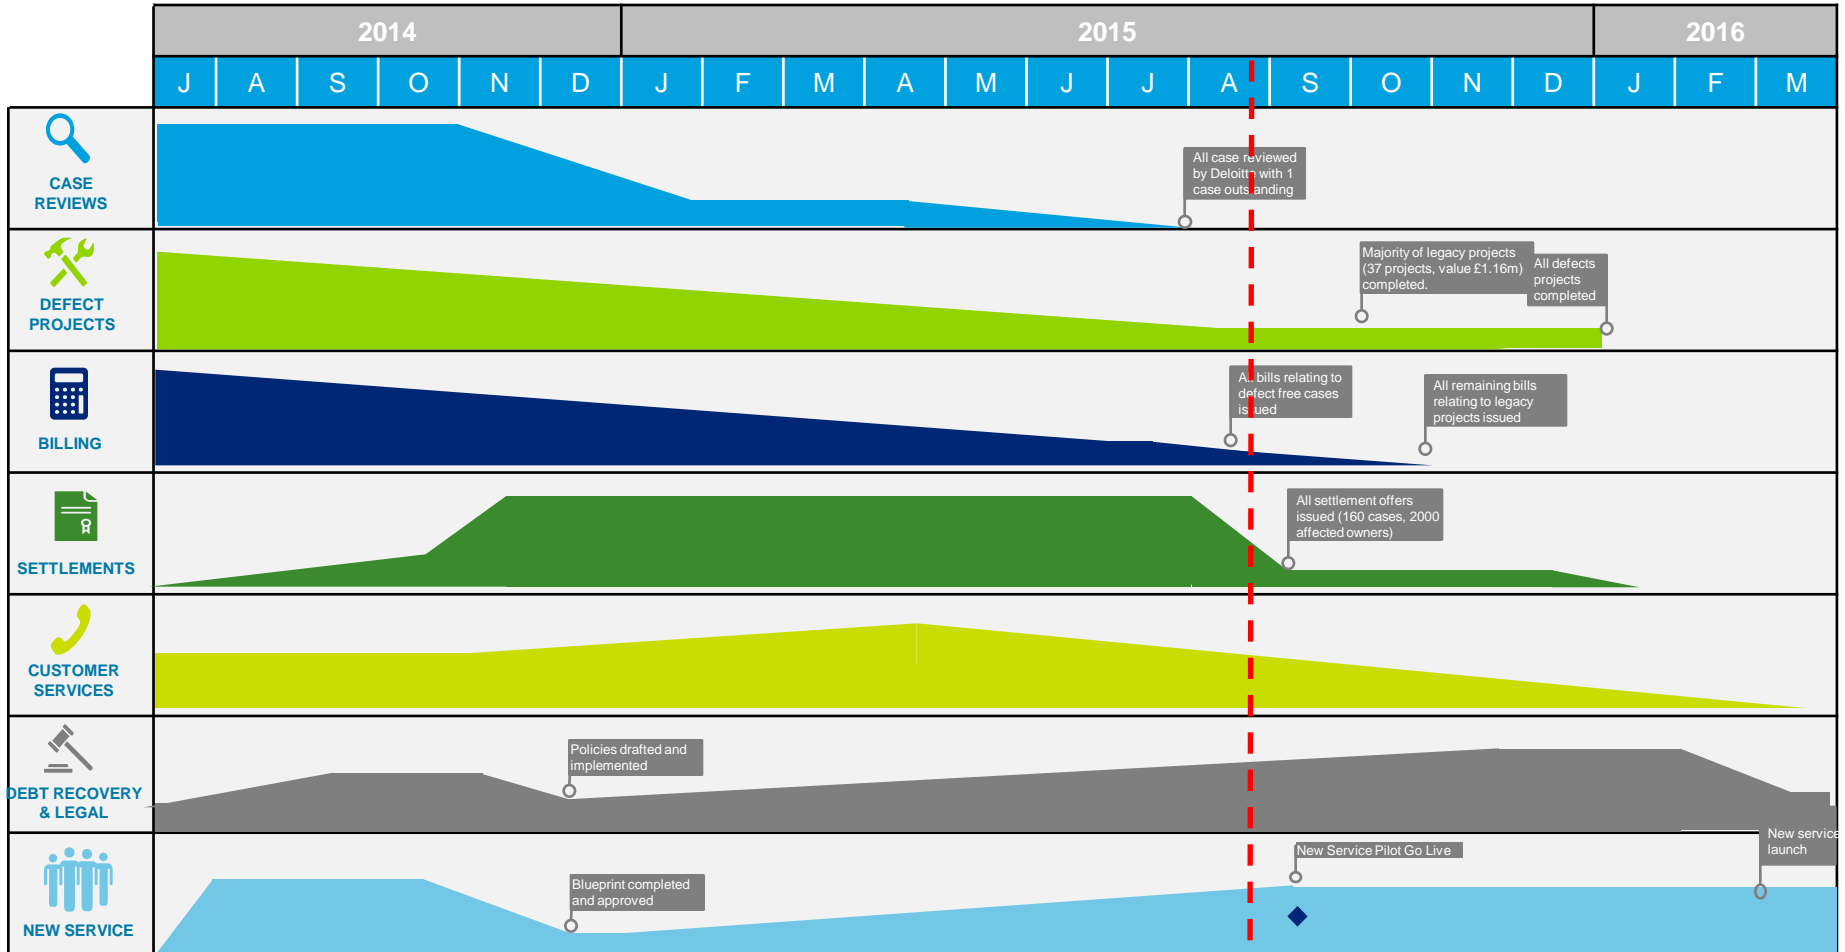 2014 2015 2016
J A S O N D J F M A M J J A S O N D J F M
CASE
REVIEWS
All case reviewed
by Deloitte with 1
case outstanding
DEFECT
PROJECTS
Majority of legacy projects
(37 projects, value £1.16m)
completed.
All defects
projects
completed
BILLING
All bills relating to
defect free cases
issued
All remaining bills
relating to legacy
projects issued
SETTLEMENTS
All settlement offers
issued (160 cases, 2000
affected owners)
CUSTOMER
SERVICES
DEBT RECOVERY
& LEGAL
Policies drafted and
implemented
NEW SERVICE
Blueprint completed
and approved
New Service Pilot Go Live
New service
launch